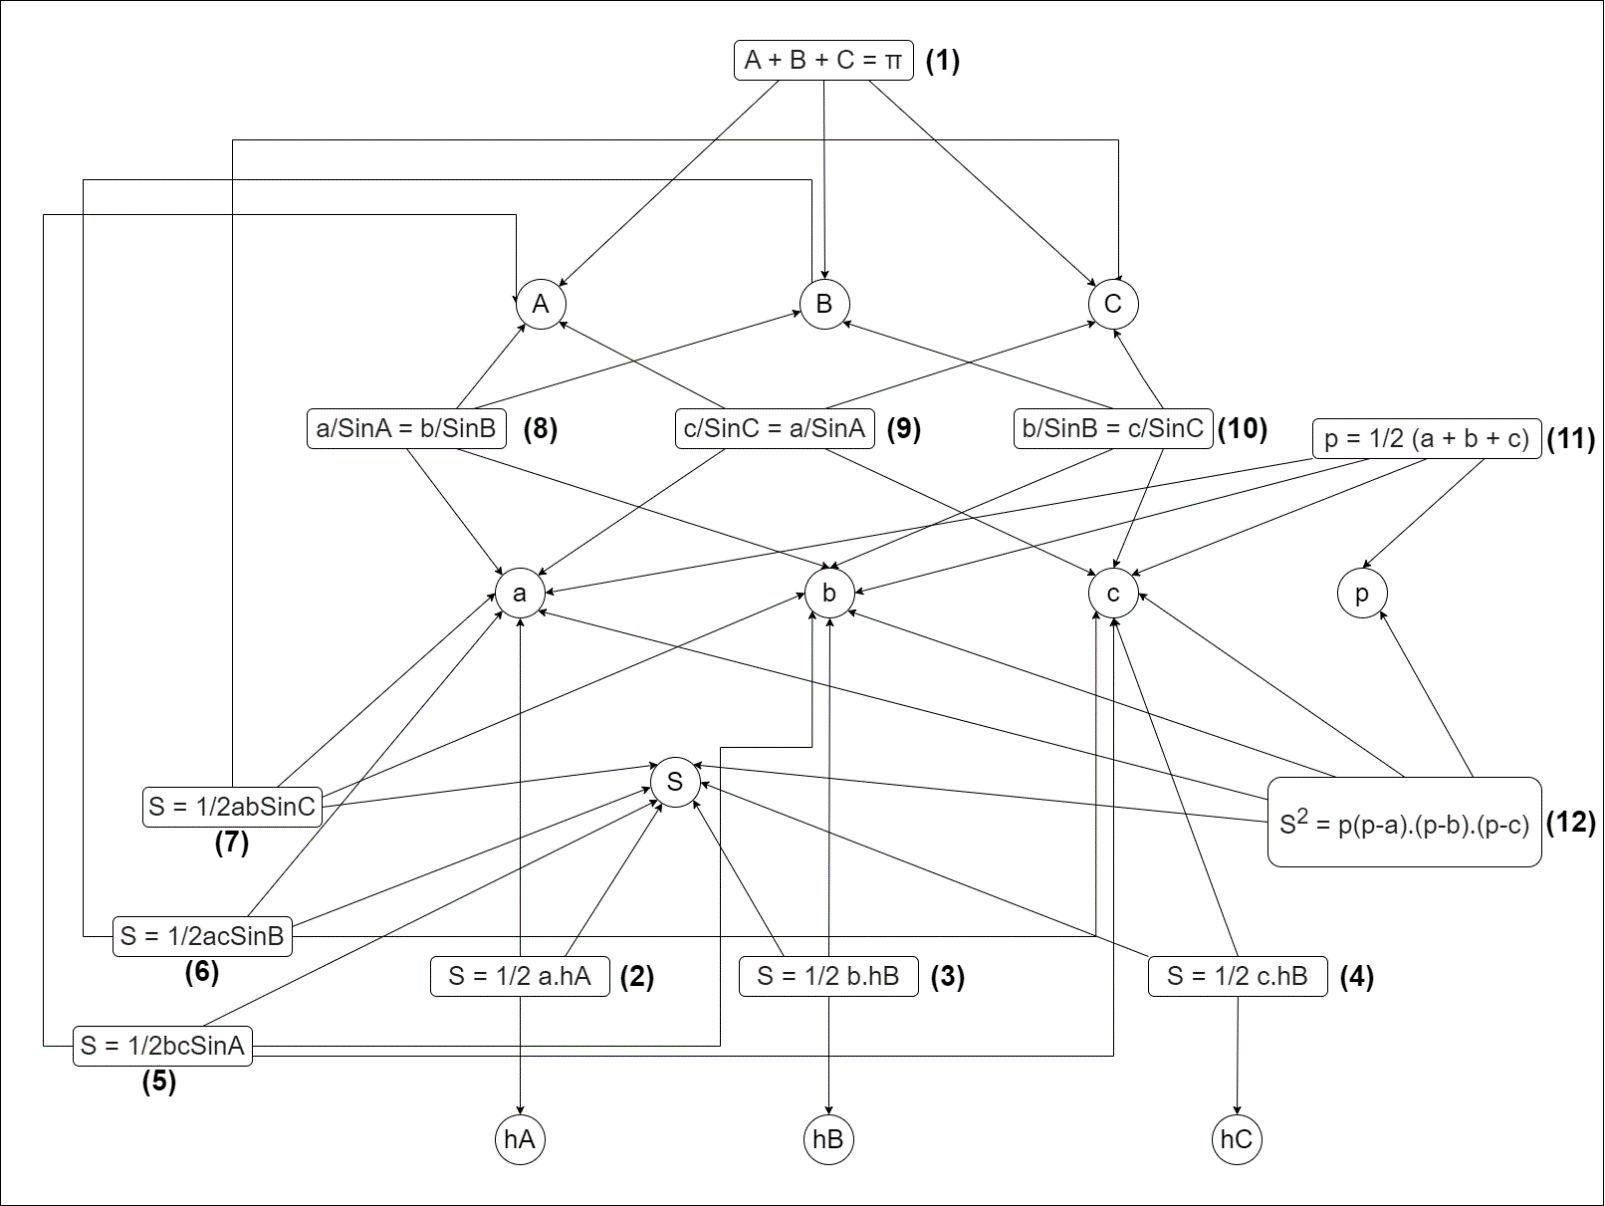 A + B + C = π (1)
A
B
C
a/SinA = b/SinB (8)
c/SinC = a/SinA (9)
b/SinB = c/SinC (10)
p = 1/2 (a + b + c) (11)
a
b
c
p
S
S = 1/2abSinC
(7)
S² = p(p-a).(p-b).(p-c) (12)
S = 1/2acSinB
(6)
S = 1/2 a.hA (2)
S = 1/2 b.hB (3)
S = 1/2 c.hB (4)
S = 1/2bcSinA
(5)
hA
hB
hC